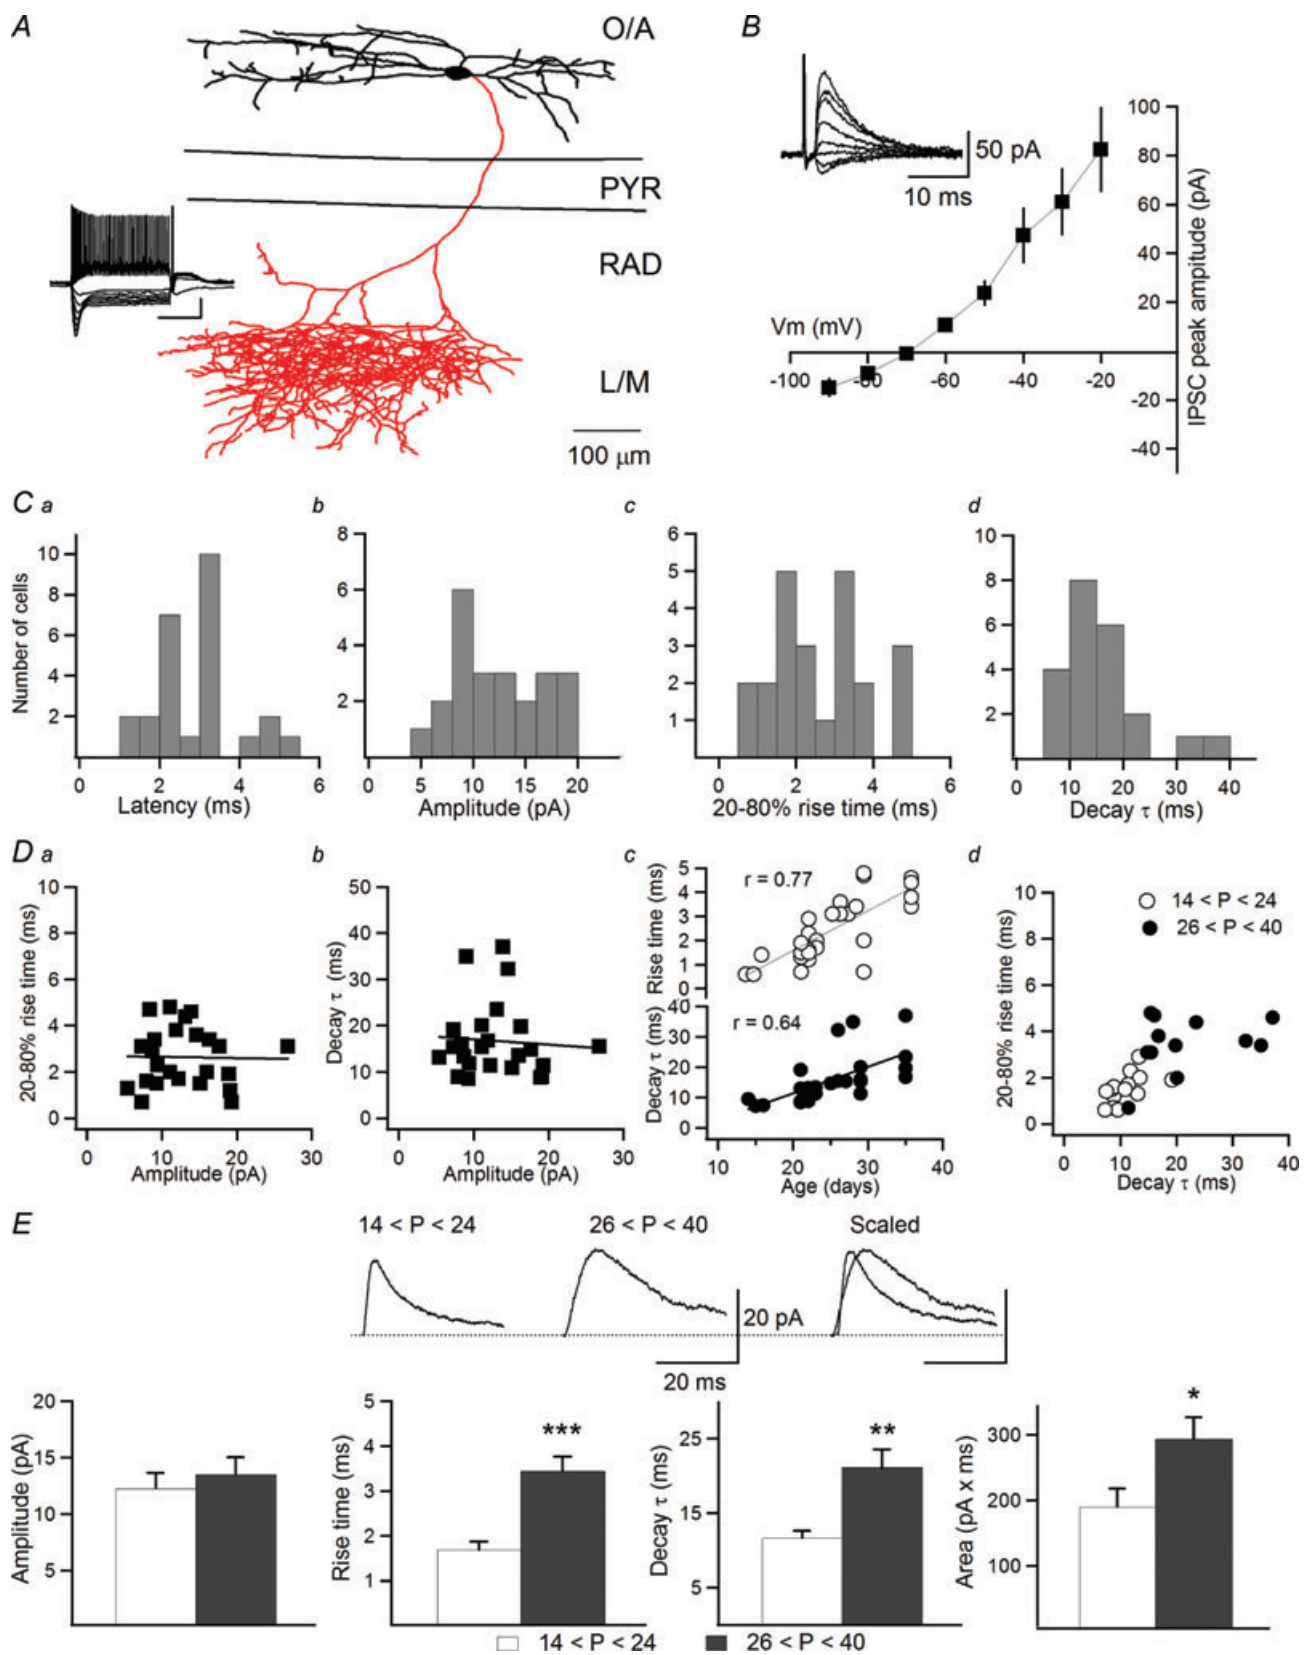 A
O/A
PYR
RAD
L/M
100 μm
B
50 pA
10 ms
Vm (mV)
-100 -80 -60 -40 -20
100
80
60
40
20
-20
-40
IPSC peak ampitude (pA)
C a
Number of cells
10
8
6
4
2
0 2 4 6
Latency (ms)
b
8
6
4
2
0 5 10 15 20
Amplitude (pA)
c
6
5
4
3
2
1
0 2 4 6
20-80% rise time (ms)
d
8
6
4
2
0 10 20 30 40
Decay τ (ms)
D a
20-80% rise time (ms)
10
8
6
4
2
0
0 10 20 30
Amplitude (pA)
b
Decay τ (ms)
50
40
30
20
10
0
0 10 20 30
Amplitude (pA)
c
Rise time (ms)
5
4
3
2
1
0
r = 0.77
Decay τ (ms)
40
30
20
10
0
r = 0.64
10 20 30 40
Age (days)
d
20-80% rise time (ms)
10
8
6
4
2
0
14 < P < 24
26 < P < 40
0 10 20 30 40
Decay τ (ms)
E
14 < P < 24
26 < P < 40
Scaled
20 pA
20 ms
Amplitude (pA)
20
15
10
5
Rise time (ms)
5
4
3
2
1
***
Decay τ (ms)
25
15
5
**
Area (pA x ms)
300
200
100
*
14 < P < 24
26 < P < 40